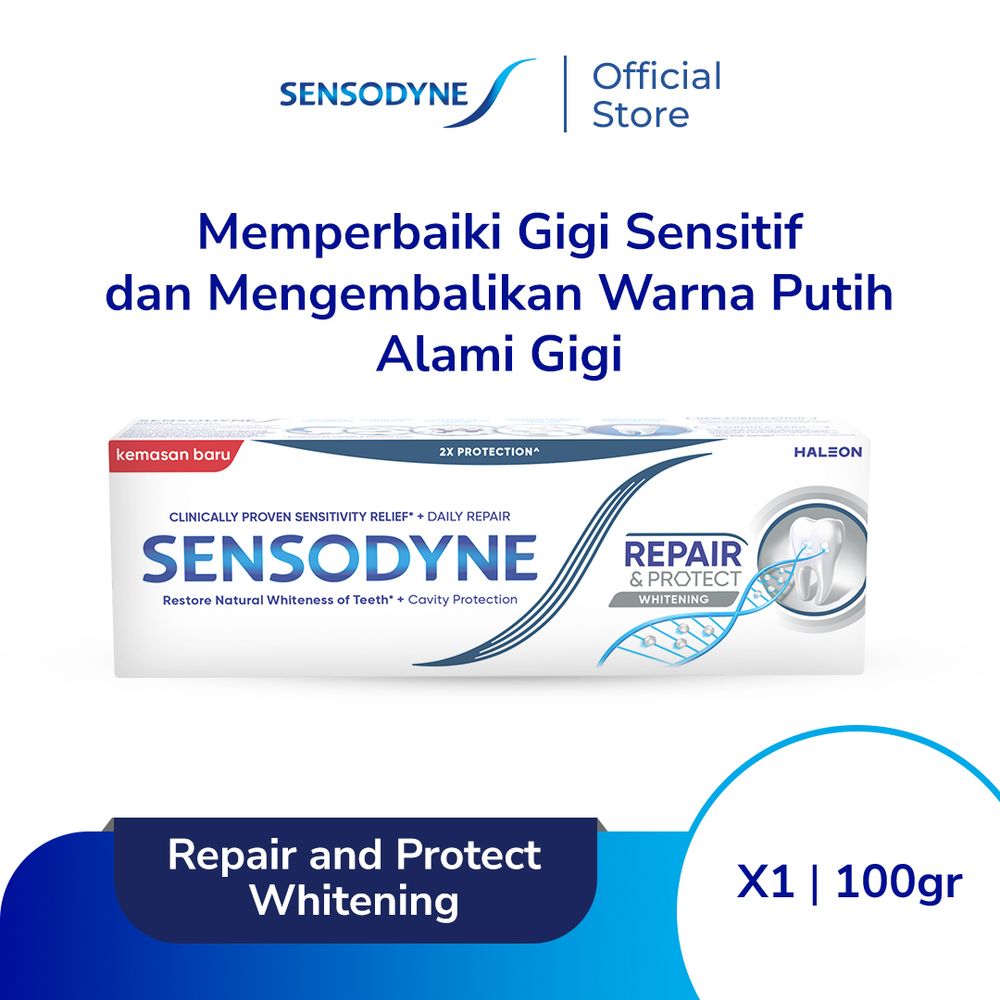 SENSODYNE
Official
Store
Memperbaiki Gigi Sensitif
dan Mengembalikan Warna Putih
Alami Gigi
kemasan baru
2X PROTECTION^
HALEON
CLINICALLY PROVEN SENSITIVITY RELIEF* + DAILY REPAIR
SENSODYNE
Restore Natural Whiteness of Teeth* + Cavity Protection
REPAIR
& PROTECT
WHITENING
Repair and Protect
Whitening
X1 | 100gr